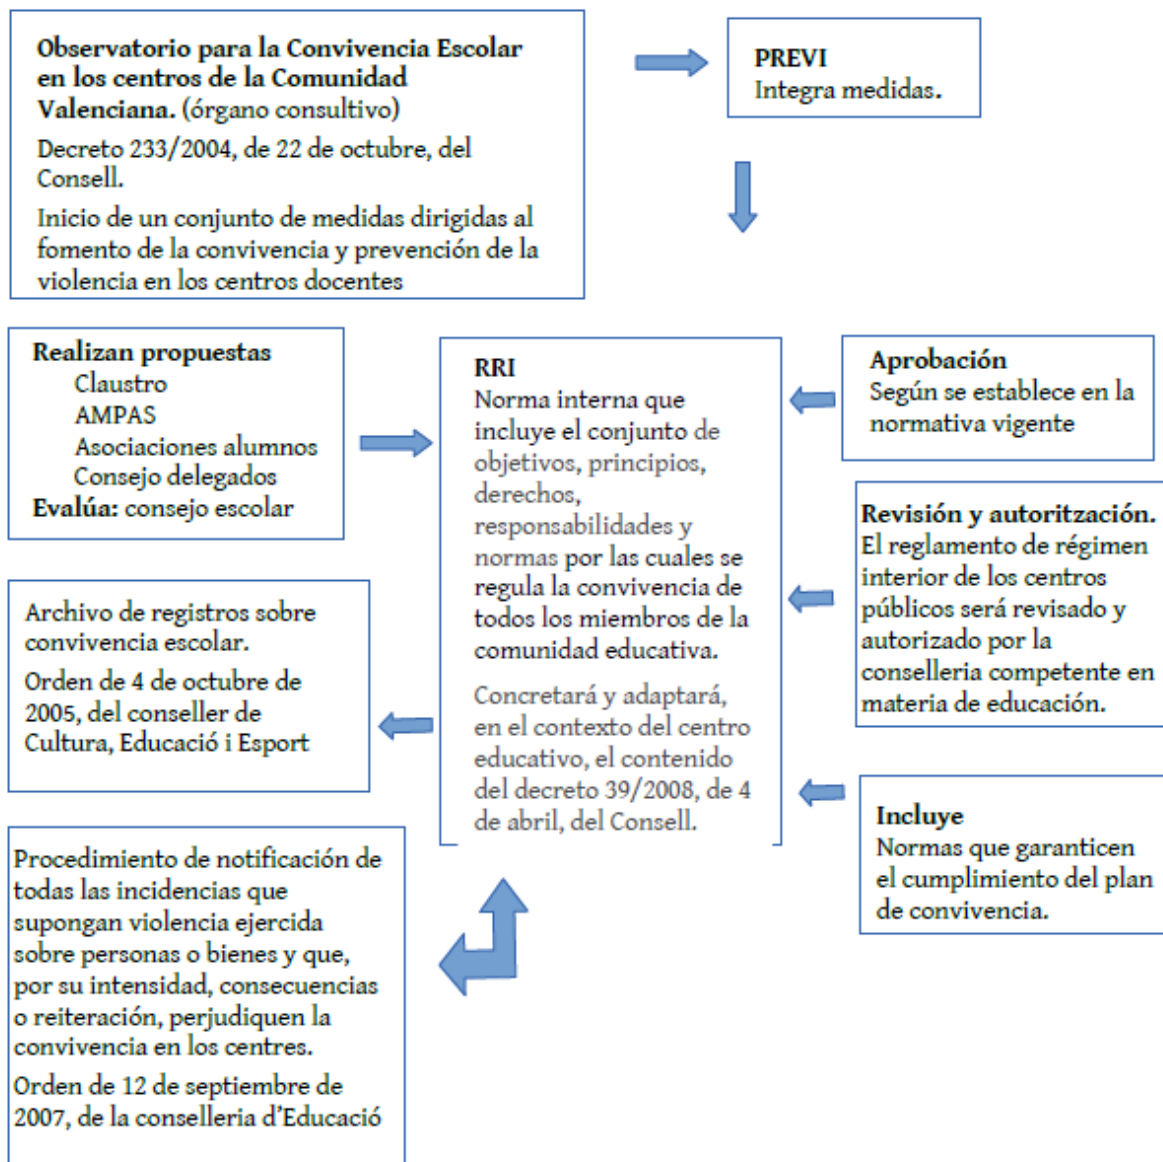 Observatorio para la Convivencia Escolar
en los centros de la Comunidad
Valenciana. (órgano consultivo)
Decreto 233/2004, de 22 de octubre, del
Consell.
Inicio de un conjunto de medidas dirigidas al
fomento de la convivencia y prevención de la
violencia en los centros docentes
PREVI
Integra medidas.
Realizan propuestas
Claustro
AMPAS
Asociaciones alumnos
Consejo delegados
Evalúa: consejo escolar
RRI
Norma interna que
incluye el conjunto de
objetivos, principios,
derechos,
responsabilidades y
normas por las cuales se
regula la convivencia de
todos los miembros de la
comunidad educativa.
Concretará y adaptará,
en el contexto del centro
educativo, el contenido
del decreto 39/2008, de 4
de abril, del Consell.
Aprobación
Según se establece en la
normativa vigente
Revisión y autoritzación.
El reglamento de régimen
interior de los centros
públicos será revisado y
autorizado por la
conselleria competente en
materia de educación.
Archivo de registros sobre
convivencia escolar.
Orden de 4 de octubre de
2005, del conseller de
Cultura, Educació i Esport
Incluye
Normas que garanticen
el cumplimiento del plan
de convivencia.
Procedimiento de notificación de
todas las incidencias que
supongan violencia ejercida
sobre personas o bienes y que,
por su intensidad, consecuencias
o reiteración, perjudiquen la
convivencia en los centres.
Orden de 12 de septiembre de
2007, de la conselleria d'Educació